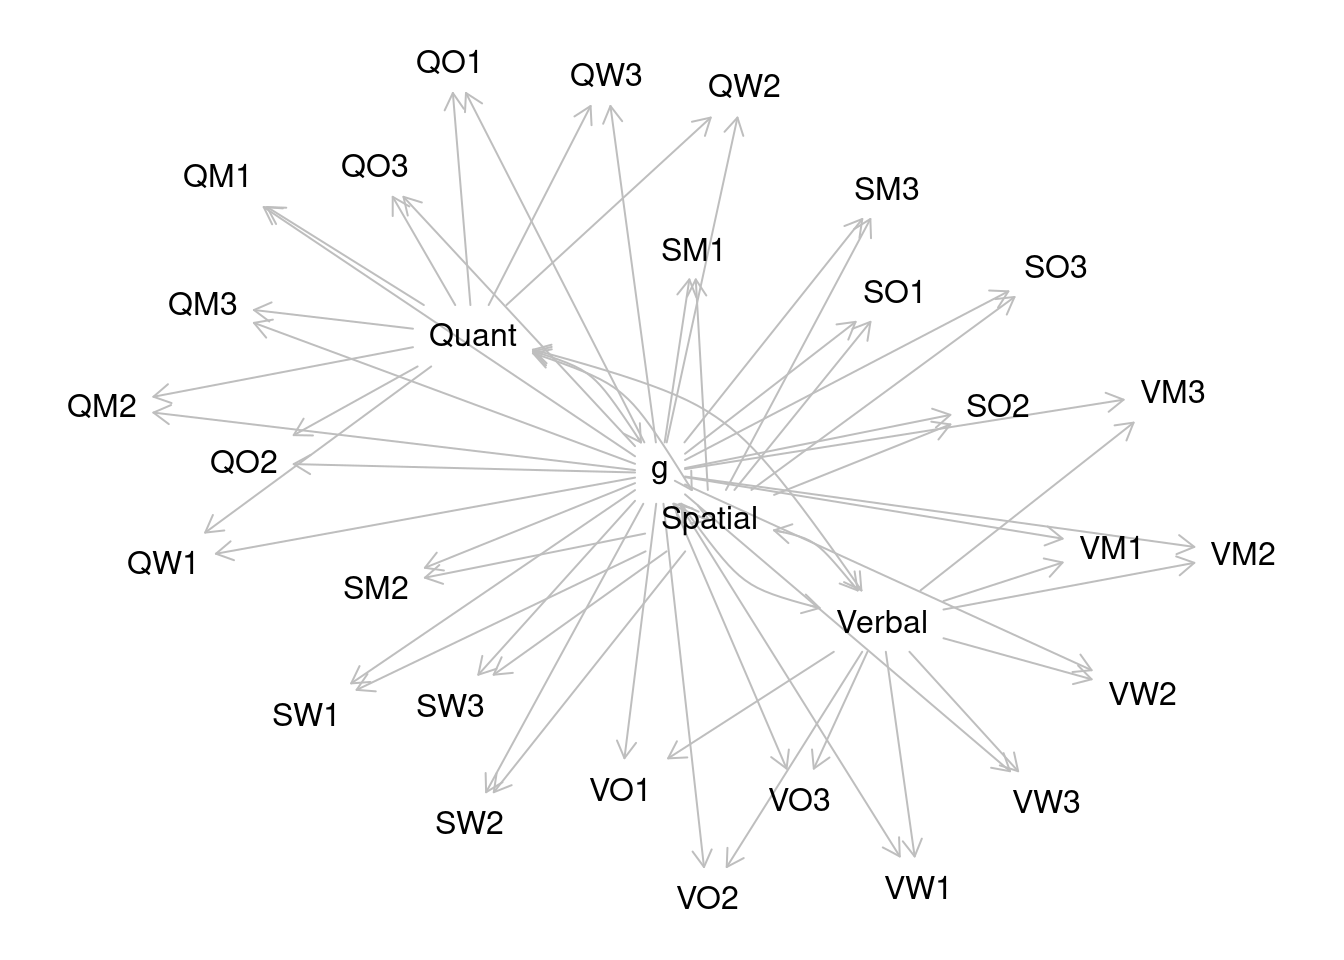 QO1
QW3
QW2
QM1
QO3
SM3
SM1
SO3
SO1
QM3
Quant
QM2
VM3
SO2
QO2
g
Spatial
QW1
VM1
VM2
SM2
Verbal
VW2
SW1
SW3
VO1
VO3
VW3
SW2
VO2
VW1